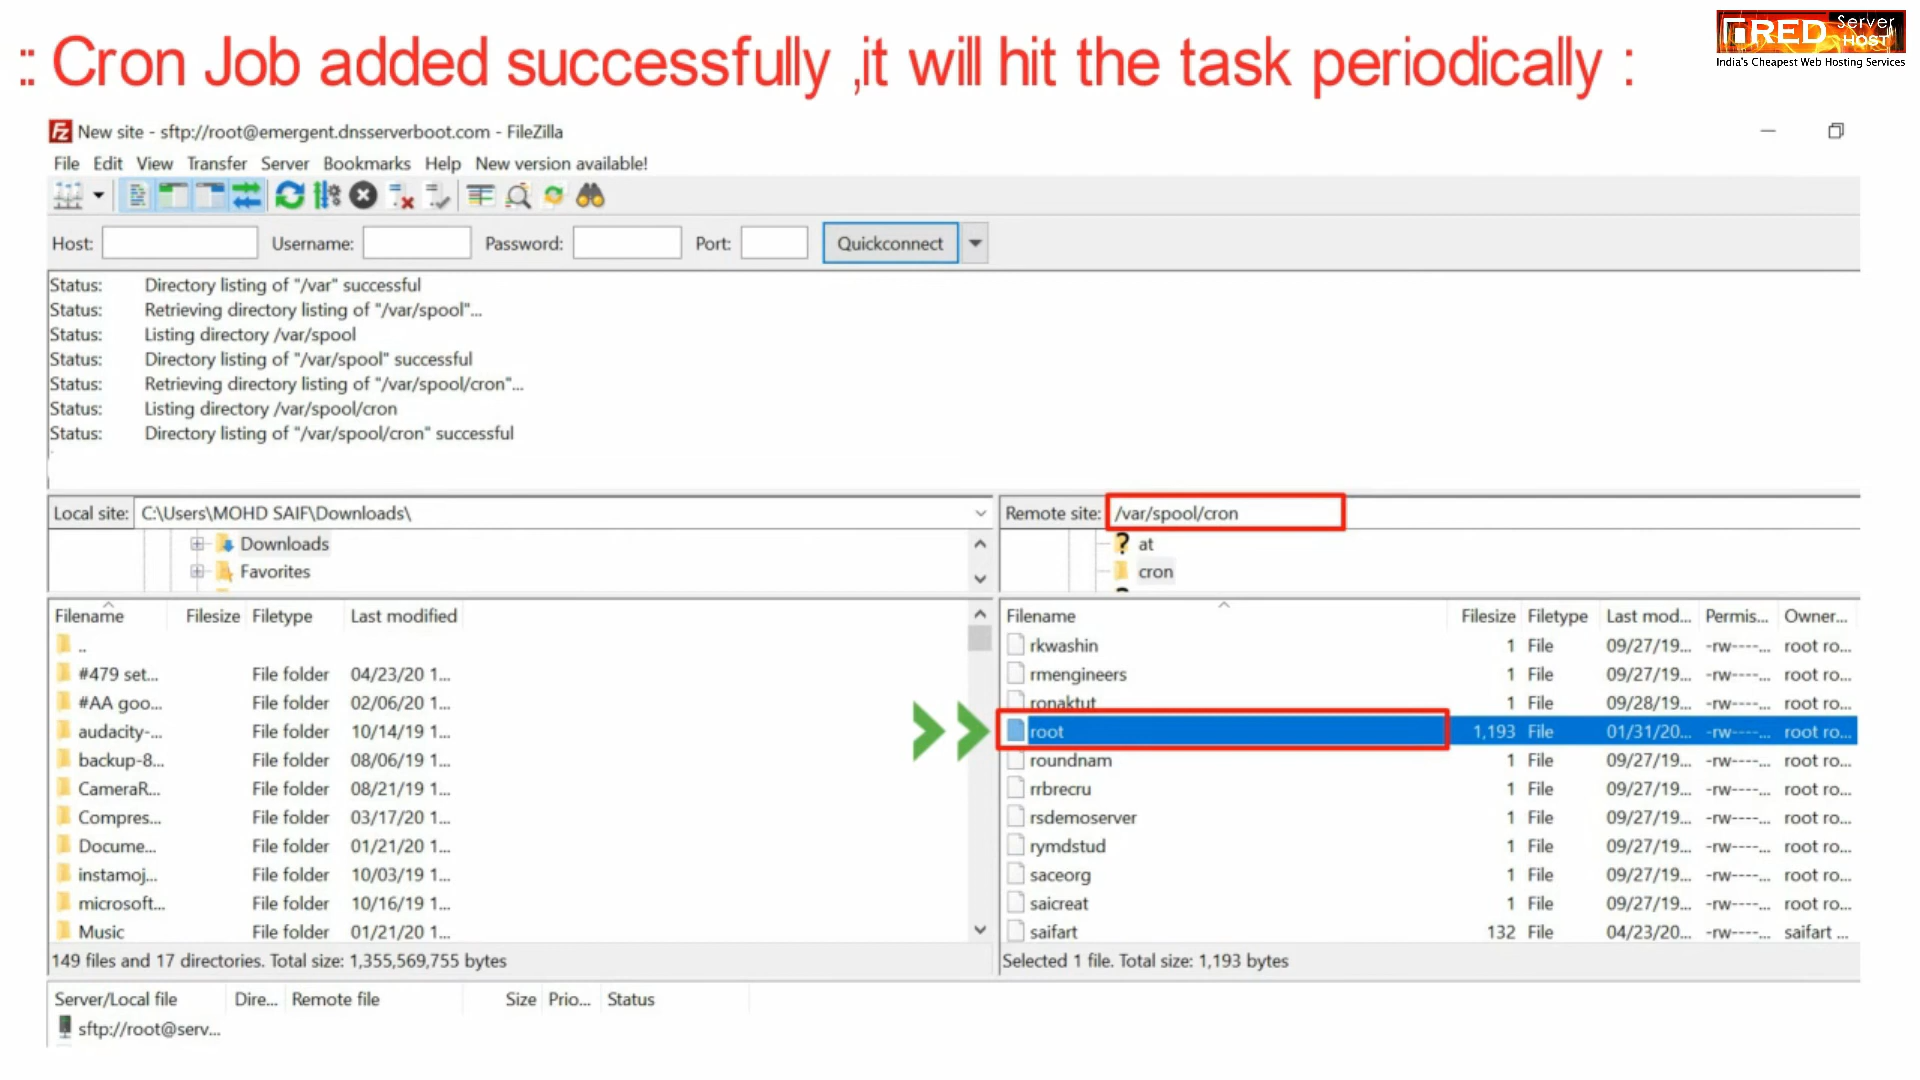 :: Cron Job added successfully ,it will hit the task periodically :
RED Server HOST
India's Cheapest Web Hosting Services
Fz New site - sftp://root@emergent.dnsserverboot.com - FileZilla
File Edit View Transfer Server Bookmarks Help New version available!
Host: Username: Password: Port: Quickconnect
Status: Directory listing of "/var" successful
Status: Retrieving directory listing of "/var/spool"...
Status: Listing directory /var/spool
Status: Directory listing of "/var/spool" successful
Status: Retrieving directory listing of "/var/spool/cron"...
Status: Listing directory /var/spool/cron
Status: Directory listing of "/var/spool/cron" successful
Local site: C:\Users\MOHD SAIF\Downloads\
Downloads
Favorites
Filename Filesize Filetype Last modified
..
#479 set... File folder 04/23/20 1...
#AA goo... File folder 02/06/20 1...
audacity-... File folder 10/14/19 1...
backup-8... File folder 08/06/19 1...
CameraR... File folder 08/21/19 1...
Compres... File folder 03/17/20 1...
Docume... File folder 01/21/20 1...
instamoj... File folder 10/03/19 1...
microsoft... File folder 10/16/19 1...
Music File folder 01/21/20 1...
149 files and 17 directories. Total size: 1,355,569,755 bytes
Remote site: /var/spool/cron
? at
cron
Filename Filesize Filetype Last mod... Permis... Owner...
rkwashin 1 File 09/27/19... -rw----... root ro...
rmengineers 1 File 09/27/19... -rw----... root ro...
ronaktut 1 File 09/28/19... -rw----... root ro...
root 1,193 File 01/31/20... -rw----... root ro...
roundnam 1 File 09/27/19... -rw----... root ro...
rrbrecru 1 File 09/27/19... -rw----... root ro...
rsdemoserver 1 File 09/27/19... -rw----... root ro...
rymdstud 1 File 09/27/19... -rw----... root ro...
saceorg 1 File 09/27/19... -rw----... root ro...
saicreat 1 File 09/27/19... -rw----... root ro...
saifart 132 File 04/23/20... -rw----... saifart ...
Selected 1 file. Total size: 1,193 bytes
Server/Local file Dire... Remote file Size Prio... Status
sftp://root@serv...